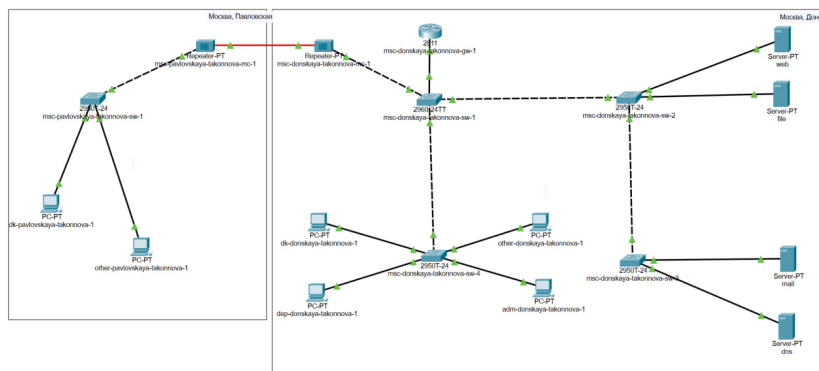 Москва, Павловская
Москва, Дон
Repeater-PT
msc-pavlovskaya-takonnova-mc-1
Repeater-PT
msc-donskaya-takonnova-mc-1
2811
msc-donskaya-takonnova-gw-1
Server-PT
web
2950T-24
msc-pavlovskaya-takonnova-sw-1
2960-24TT
msc-donskaya-takonnova-sw-1
2950T-24
msc-donskaya-takonnova-sw-2
Server-PT
file
PC-PT
dk-pavlovskaya-takonnova-1
PC-PT
other-pavlovskaya-takonnova-1
PC-PT
dk-donskaya-takonnova-1
PC-PT
other-donskaya-takonnova-1
2950T-24
msc-donskaya-takonnova-sw-4
2950T-24
msc-donskaya-takonnova-sw-3
Server-PT
mail
PC-PT
dep-donskaya-takonnova-1
PC-PT
adm-donskaya-takonnova-1
Server-PT
dns